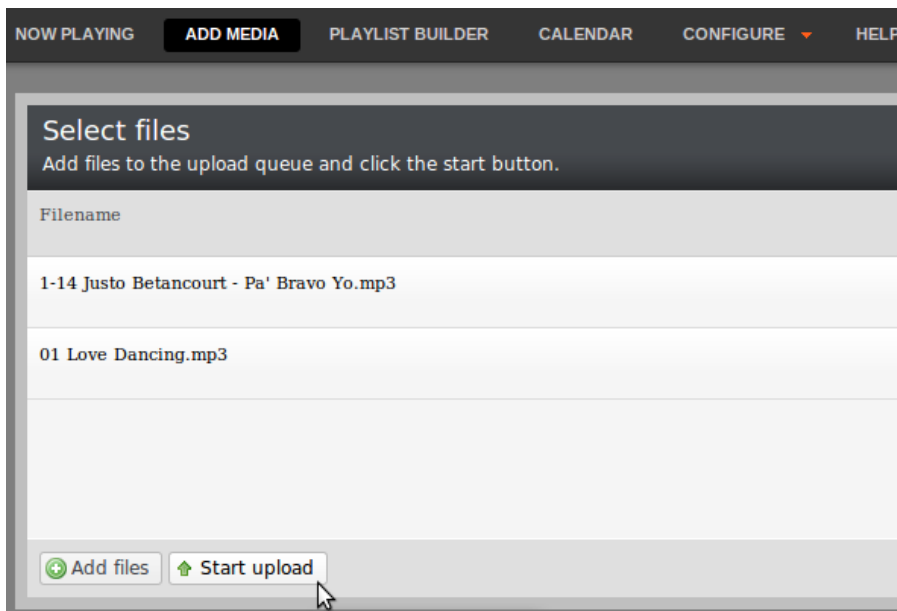 NOW PLAYING ADD MEDIA PLAYLIST BUILDER CALENDAR CONFIGURE HELP
Select files
Add files to the upload queue and click the start button.
Filename
1-14 Justo Betancourt - Pa' Bravo Yo.mp3
01 Love Dancing.mp3
Add files Start upload